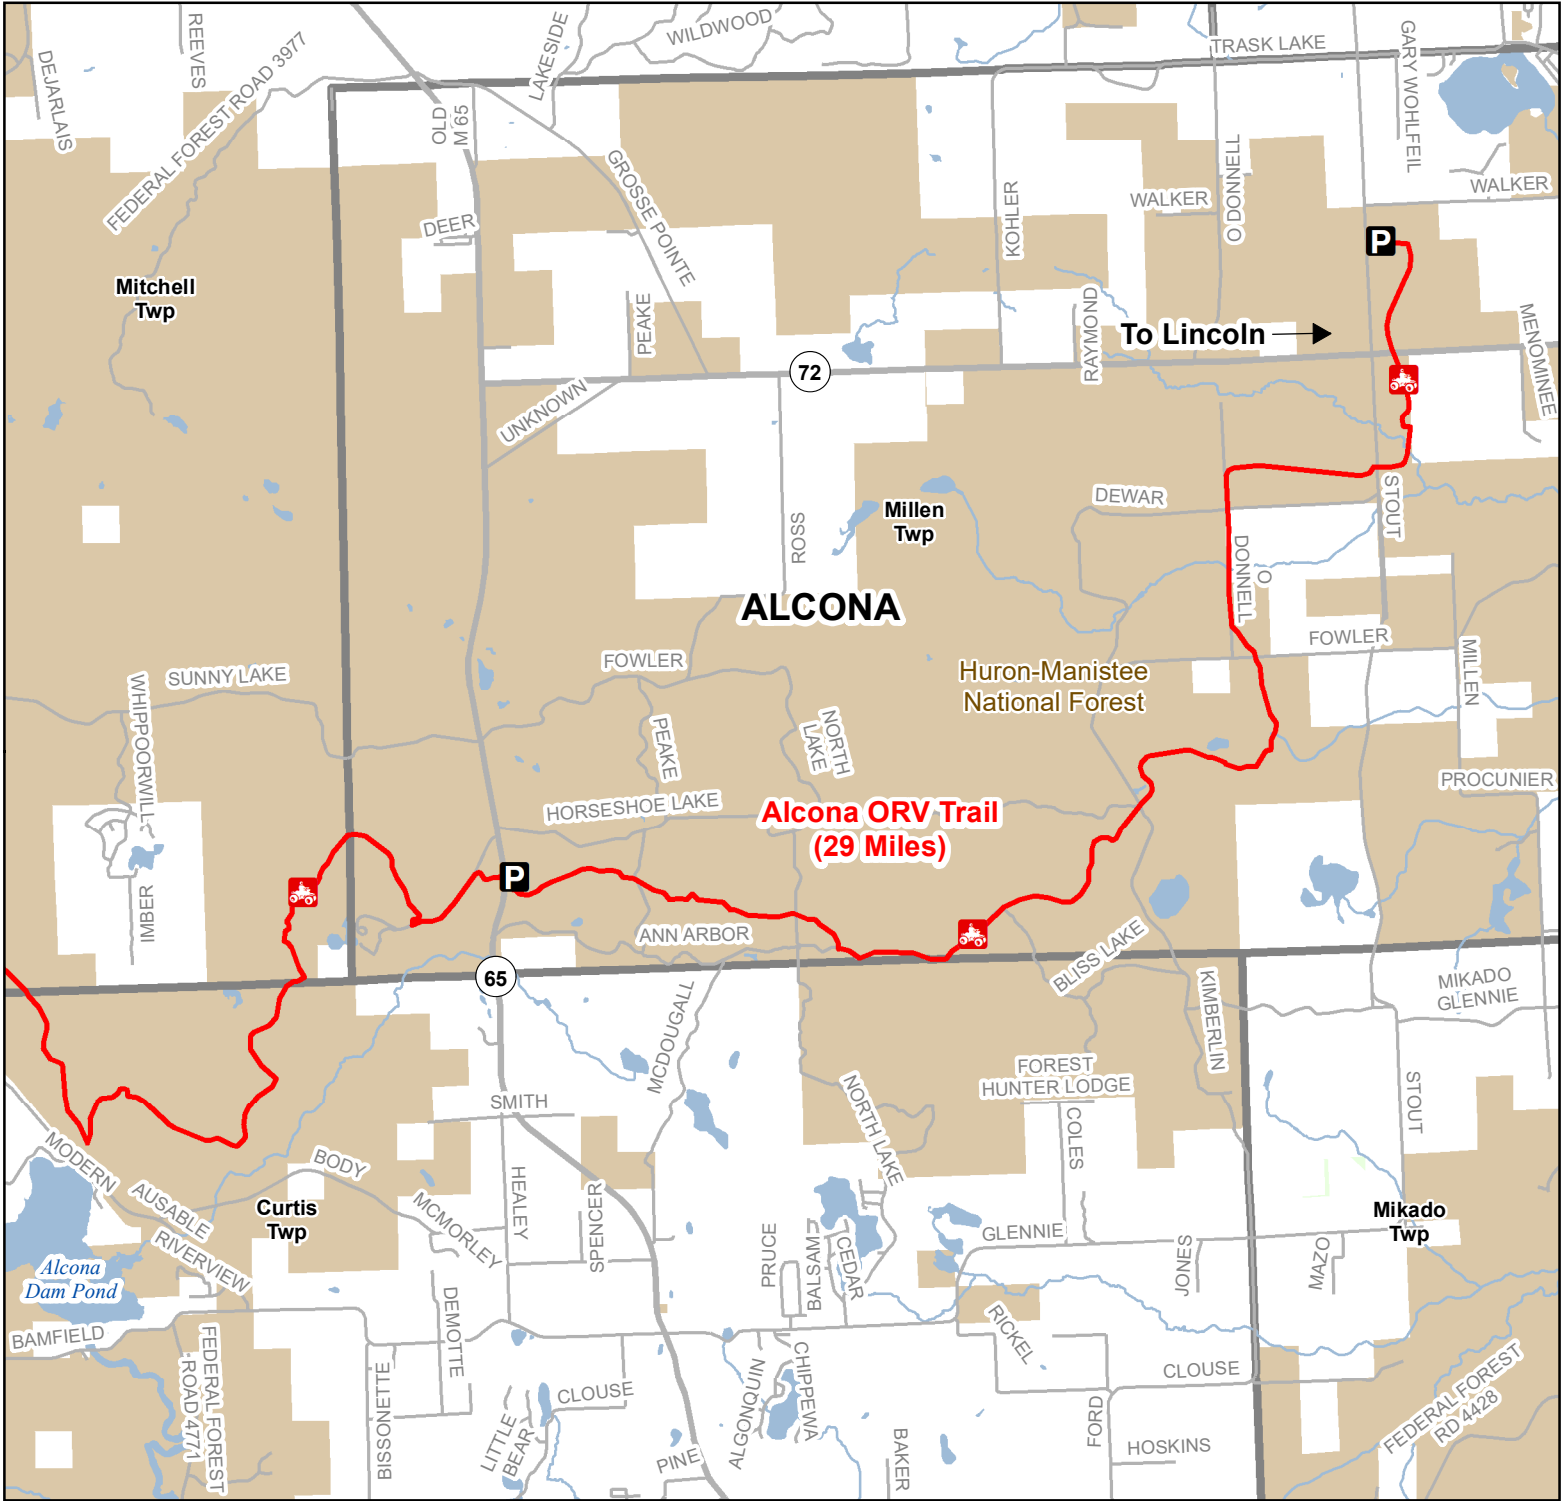 REEVES
DEJARLAIS
FEDERAL FOREST ROAD 3977
LAKESIDE
WILDWOOD
TRASK LAKE
GARY WOHLFEIL
OLD
M 65
GROSSE POINTE
DEER
KOHLER
WALKER
O DONNELL
WALKER
P
Mitchell
Twp
PEAKE
RAYMOND
To Lincoln
MENOMINEE
72
UNKNOWN
ROSS
Millen
Twp
DEWAR
STOUT
O
DONNELL
ALCONA
FOWLER
FOWLER
MILLEN
Huron-Manistee
National Forest
SUNNY LAKE
WHIPPOORWILL
PEAKE
NORTH
LAKE
PROCUNIER
HORSESHOE LAKE
Alcona ORV Trail
(29 Miles)
P
IMBER
ANN ARBOR
BLISS LAKE
65
MCDOUGALL
KIMBERLIN
MIKADO
GLENNIE
FOREST
HUNTER LODGE
SMITH
NORTH LAKE
COLES
STOUT
MODERN
BODY
AUSABLE
RIVERVIEW
Curtis
Twp
MCMORLEY
HEALEY
SPENCER
PRUCE
BALSAM
CEDAR
GLENNIE
JONES
MAZO
Mikado
Twp
Alcona
Dam Pond
BAMFIELD
FEDERAL FOREST
ROAD 4771
DEMOTTE
BISSONETTE
RICKEL
CLOUSE
CLOUSE
LITTLE
BEAR
ALGONQUIN
CHIPPEWA
PINE
BAKER
FORD
HOSKINS
FEDERAL FOREST
RD 4428